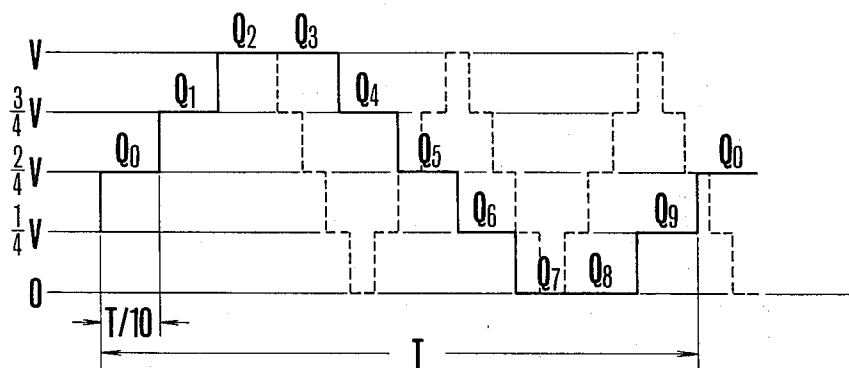 Q2 Q3
V
Q1 Q4
3/4 V
Q0 Q5 Q0
2/4 V
Q6 Q9
1/4 V
Q7 Q8
0
T/10
T